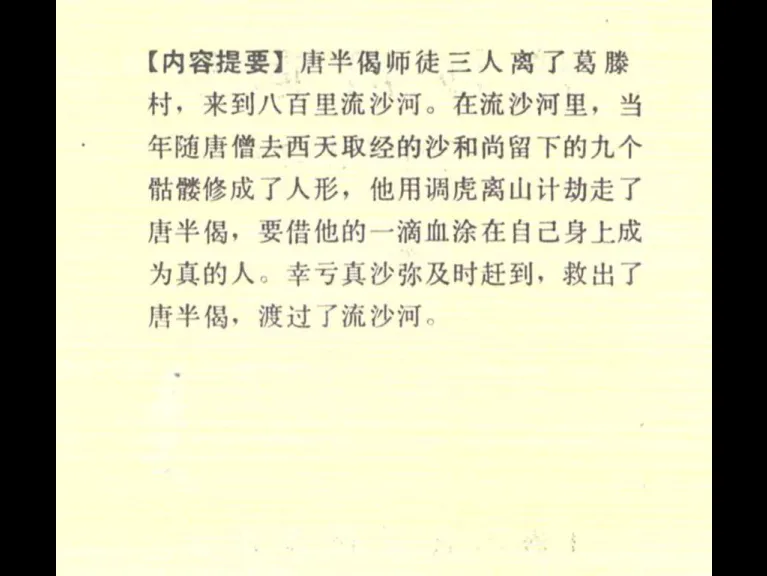 【内容提要】唐半偈师徒三人离了葛滕
村，来到八百里流沙河。在流沙河里，当
年随唐僧去西天取经的沙和尚留下的九个
骷髅修成了人形，他用调虎离山计劫走了
唐半偈，要借他的一滴血涂在自己身上成
为真的人。幸亏真沙弥及时赶到，救出了
唐半偈，渡过了流沙河。